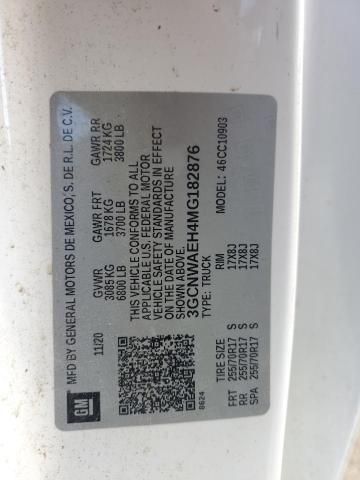 GM
MFD BY GENERAL MOTORS DE MEXICO, S. DE R.L. DE C.V.
11/20
GVWR
3085 KG
6800 LB
GAWR FRT
1678 KG
3700 LB
GAWR RR
1724 KG
3800 LB
THIS VEHICLE CONFORMS TO ALL
APPLICABLE U.S. FEDERAL MOTOR
VEHICLE SAFETY STANDARDS IN EFFECT
ON THE DATE OF MANUFACTURE
SHOWN ABOVE.
3GCNWAEH4MG182876
TYPE: TRUCK
MODEL: 46CC10903
8624
TIRE SIZE RIM
FRT 255/70R17 S 17X8J
RR 255/70R17 S 17X8J
SPA 255/70R17 S 17X8J